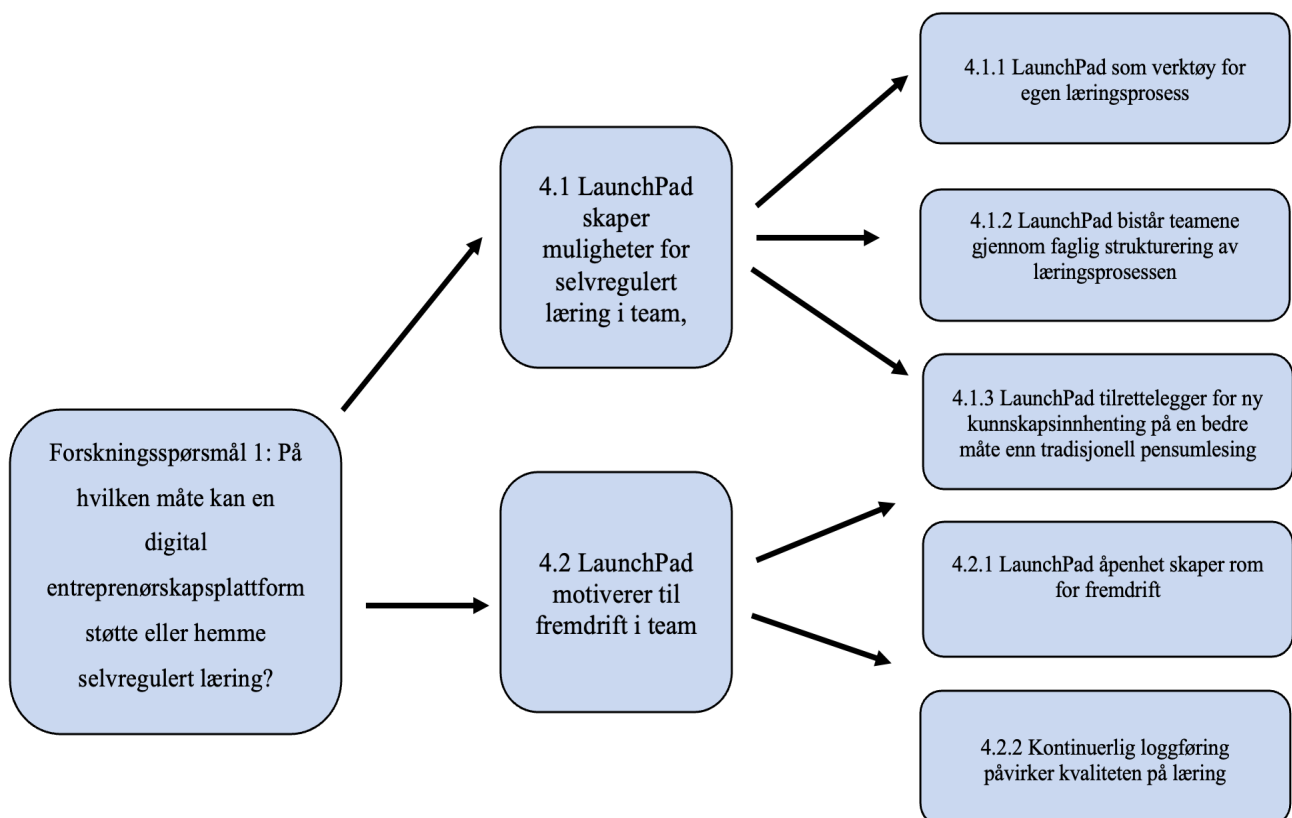 Forskningsspørsmål 1: På
hvilken måte kan en
digital
entreprenørskapsplattform
støtte eller hemme
selvregulert læring?
4.1 LaunchPad
skaper
muligheter for
selvregulert
læring i team,
4.1.1 LaunchPad som verktøy for
egen læringsprosess
4.1.2 LaunchPad bistår teamene
gjennom faglig strukturering av
læringsprosessen
4.1.3 LaunchPad tilrettelegger for ny
kunnskapsinnhenting på en bedre
måte enn tradisjonell pensumlesing
4.2 LaunchPad
motiverer til
fremdrift i team
4.2.1 LaunchPad åpenhet skaper rom
for fremdrift
4.2.2 Kontinuerlig loggføring
påvirker kvaliteten på læring